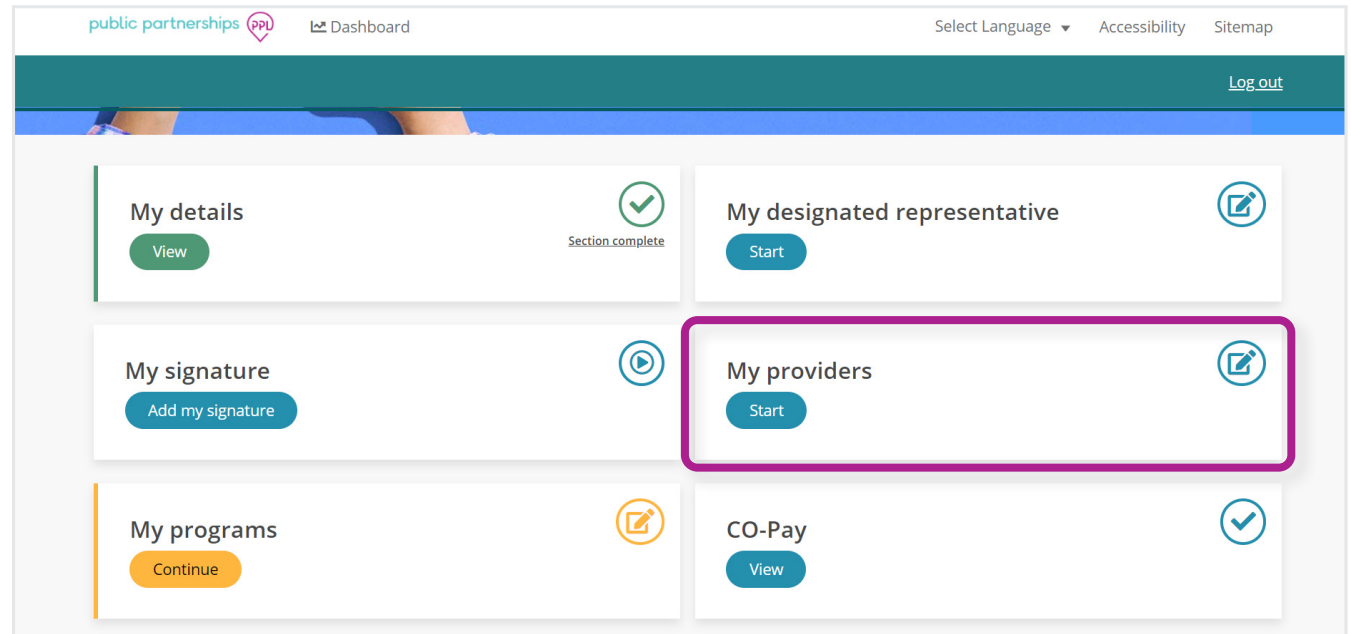 public partnerships PPL Dashboard Select Language Accessibility Sitemap
Log out
My details
View
Section complete
My designated representative
Start
My signature
Add my signature
My providers
Start
My programs
Continue
CO-Pay
View